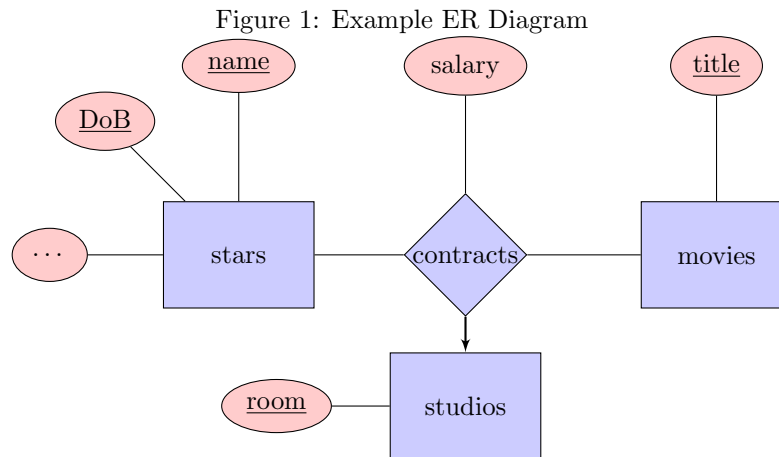 Figure 1: Example ER Diagram
name
salary
title
DoB
···
stars
contracts
movies
room
studios